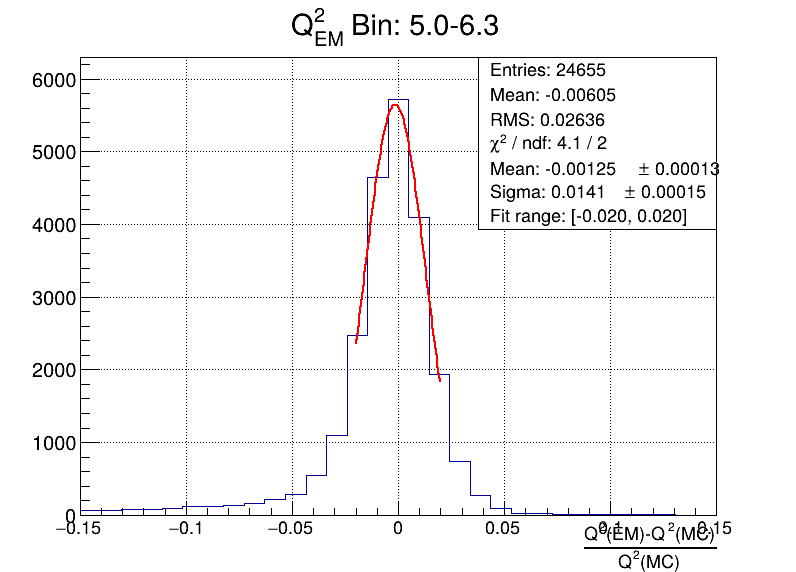 Q²EM Bin: 5.0-6.3
Entries: 24655
Mean: -0.00605
RMS: 0.02636
χ² / ndf: 4.1 / 2
Mean: -0.00125 ± 0.00013
Sigma: 0.0141 ± 0.00015
Fit range: [-0.020, 0.020]
6000
5000
4000
3000
2000
1000
0
−0.15 −0.1 −0.05 0 0.05 0.1 0.15
Q²(EM)-Q²(MC)
Q²(MC)